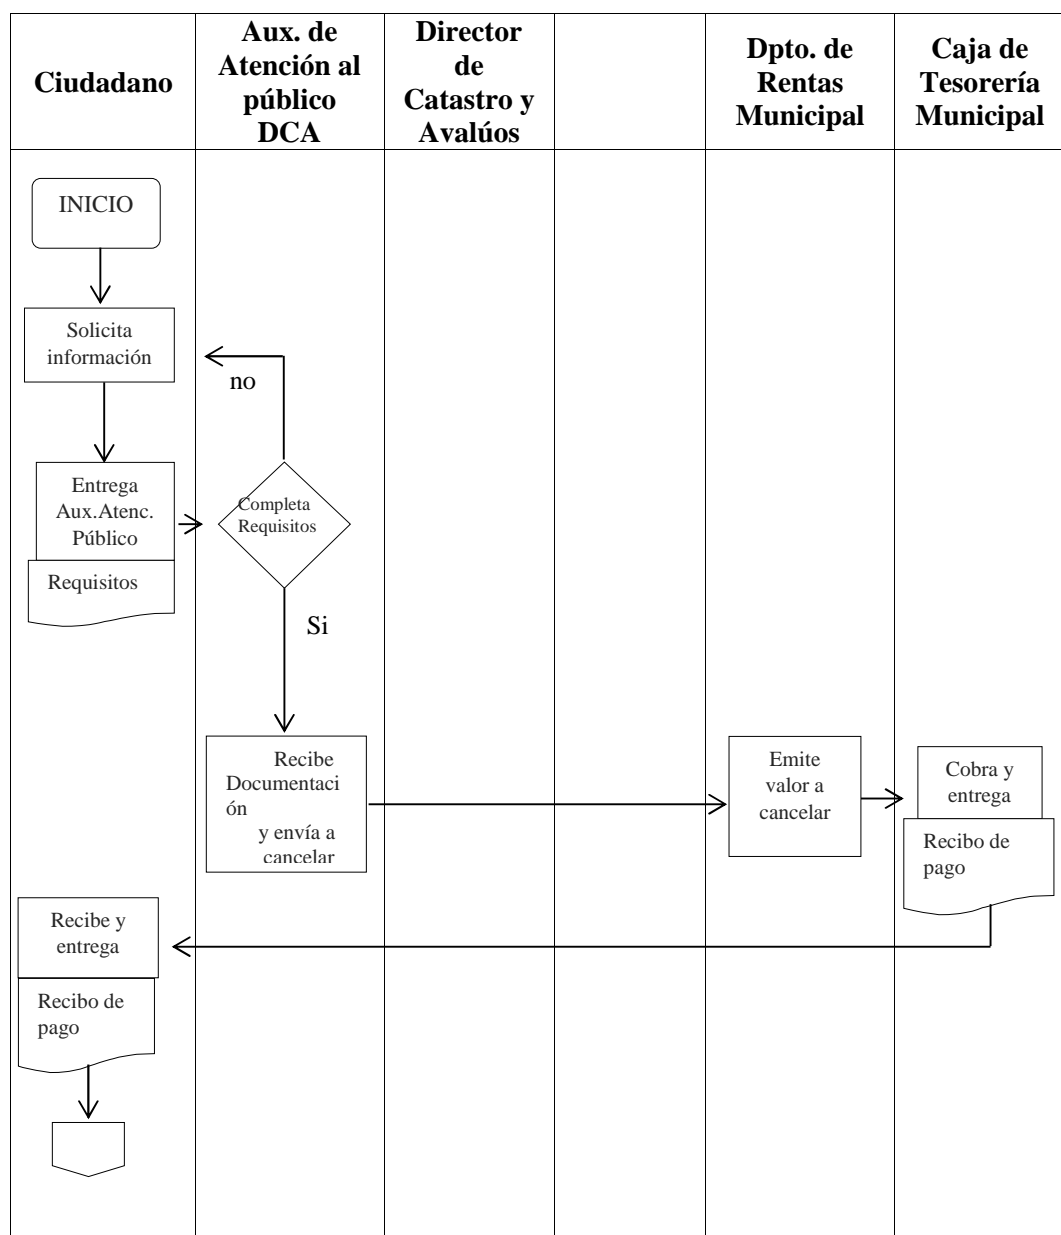 Ciudadano
Aux. de
Atención al
público
DCA
Director
de
Catastro y
Avalúos
Dpto. de
Rentas
Municipal
Caja de
Tesorería
Municipal
INICIO
Solicita
información
no
Entrega
Aux.Atenc.
Público
Requisitos
Completa
Requisitos
Si
Recibe
Documentaci
ón
y envía a
cancelar
Emite
valor a
cancelar
Cobra y
entrega
Recibo de
pago
Recibe y
entrega
Recibo de
pago